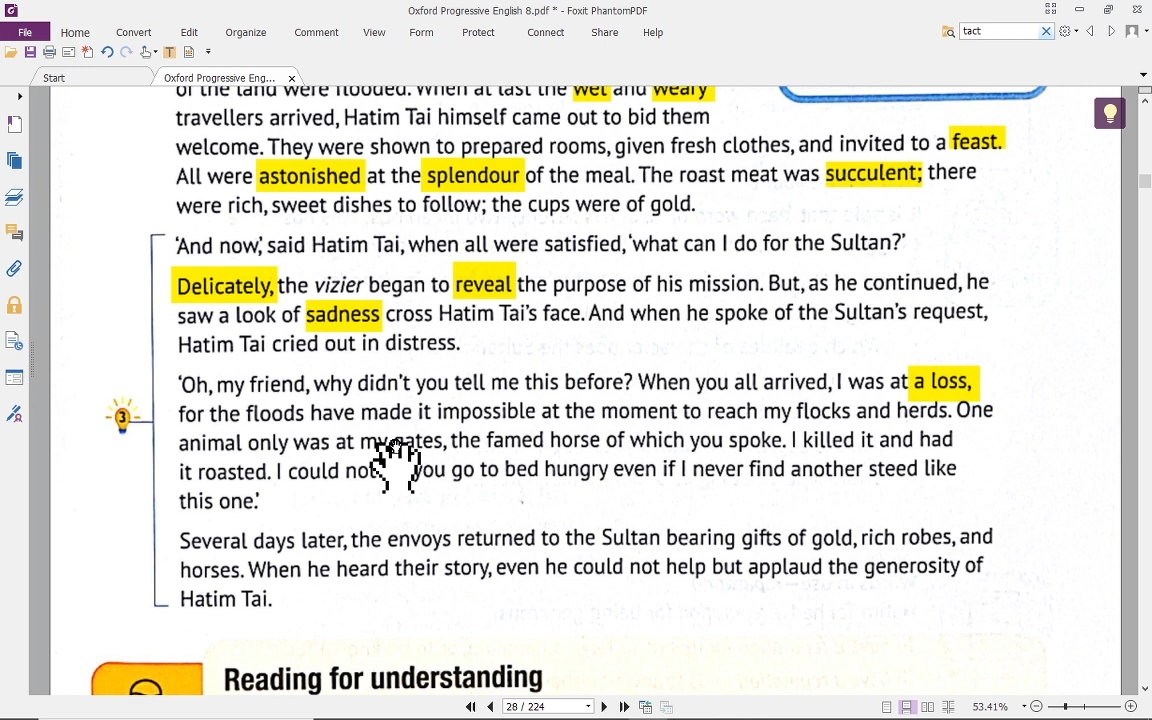 Oxford Progressive English 8.pdf * - Foxit PhantomPDF
File Home Convert Edit Organize Comment View Form Protect Connect Share Help tact
Start Oxford Progressive Eng...
of the land were flooded. When at last the wet and weary
travellers arrived, Hatim Tai himself came out to bid them
welcome. They were shown to prepared rooms, given fresh clothes, and invited to a feast.
All were astonished at the splendour of the meal. The roast meat was succulent; there
were rich, sweet dishes to follow; the cups were of gold.
‘And now,’ said Hatim Tai, when all were satisfied, ‘what can I do for the Sultan?’
Delicately, the vizier began to reveal the purpose of his mission. But, as he continued, he
saw a look of sadness cross Hatim Tai’s face. And when he spoke of the Sultan’s request,
Hatim Tai cried out in distress.
‘Oh, my friend, why didn’t you tell me this before? When you all arrived, I was at a loss,
for the floods have made it impossible at the moment to reach my flocks and herds. One
3
animal only was at my gates, the famed horse of which you spoke. I killed it and had
it roasted. I could not you go to bed hungry even if I never find another steed like
this one.’
Several days later, the envoys returned to the Sultan bearing gifts of gold, rich robes, and
horses. When he heard their story, even he could not help but applaud the generosity of
Hatim Tai.
Reading for understanding
28 / 224
53.41%